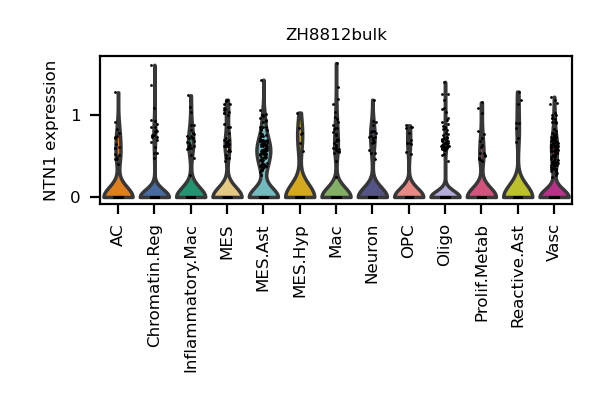 ZH8812bulk
NTN1 expression
1
0
AC
Chromatin.Reg
Inflammatory.Mac
MES
MES.Ast
MES.Hyp
Mac
Neuron
OPC
Oligo
Prolif.Metab
Reactive.Ast
Vasc